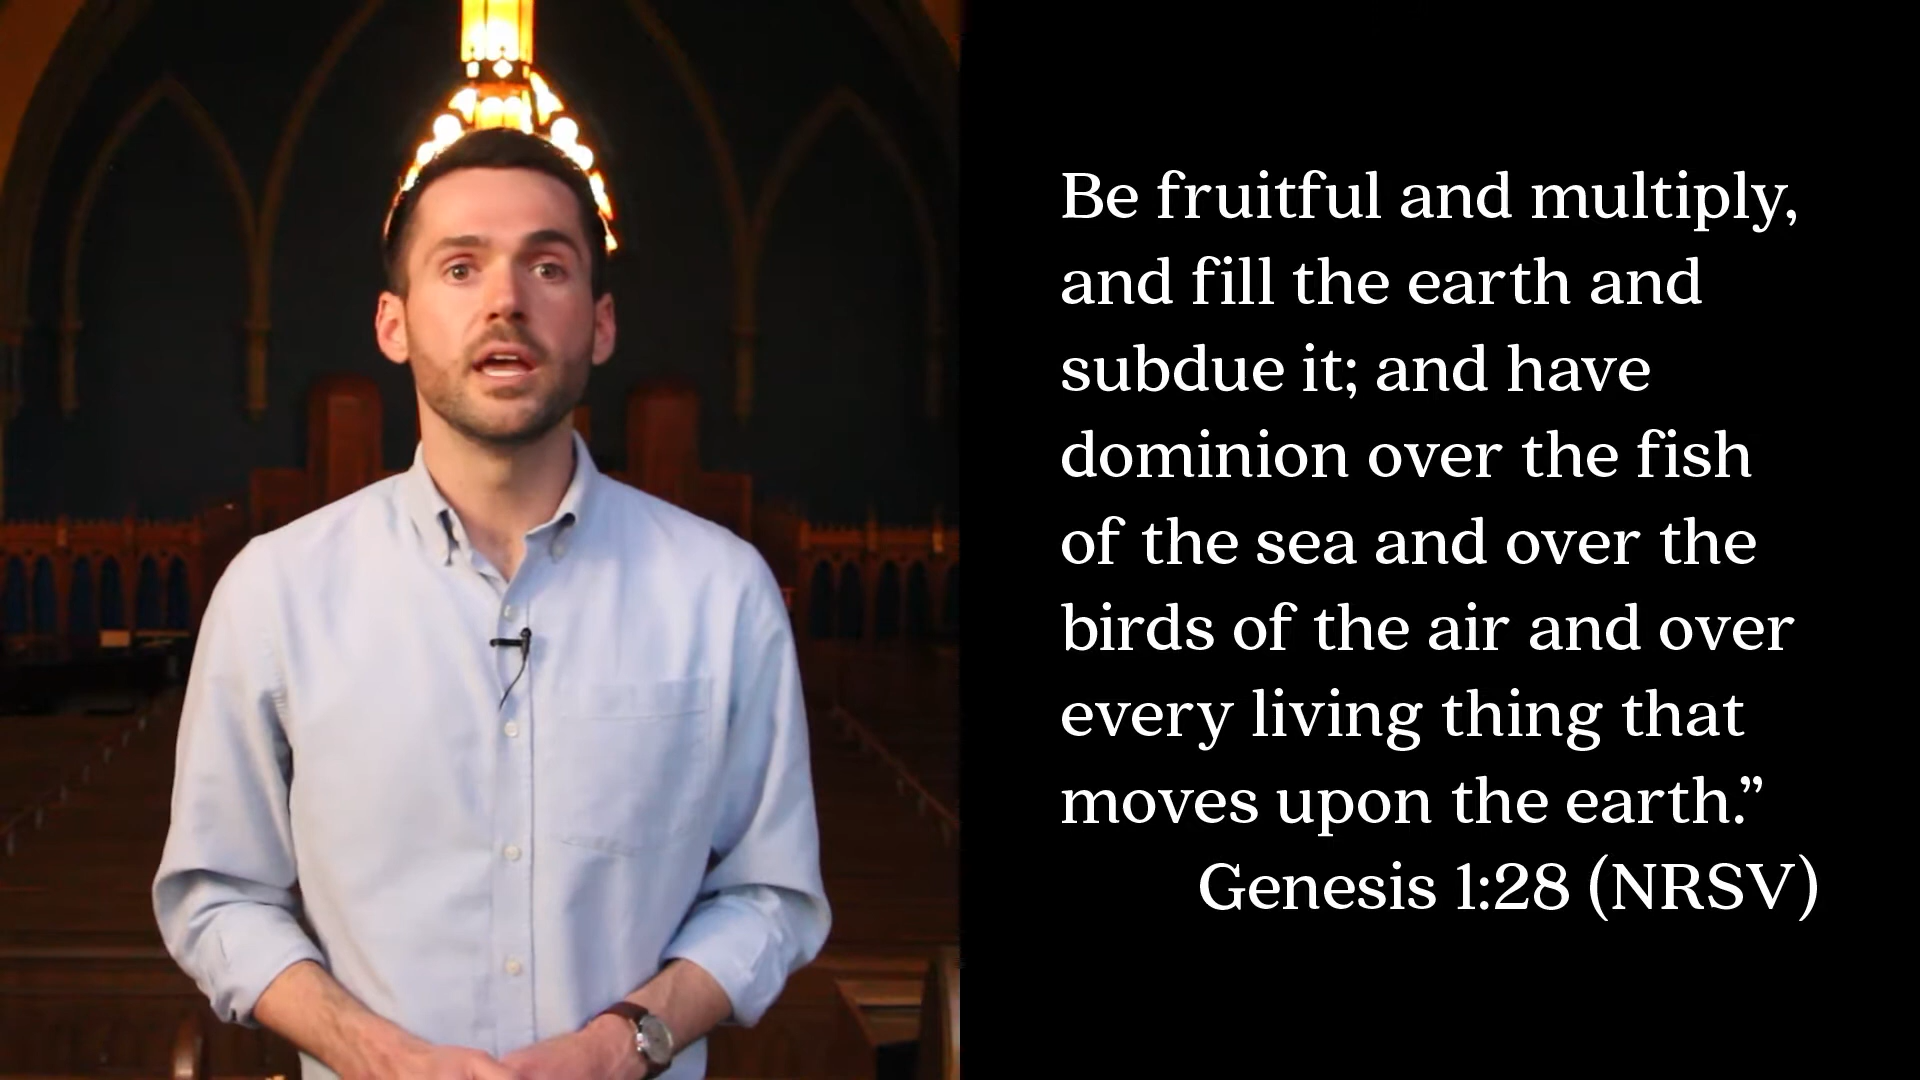 Be fruitful and multiply,
and fill the earth and
subdue it; and have
dominion over the fish
of the sea and over the
birds of the air and over
every living thing that
moves upon the earth.”
Genesis 1:28 (NRSV)